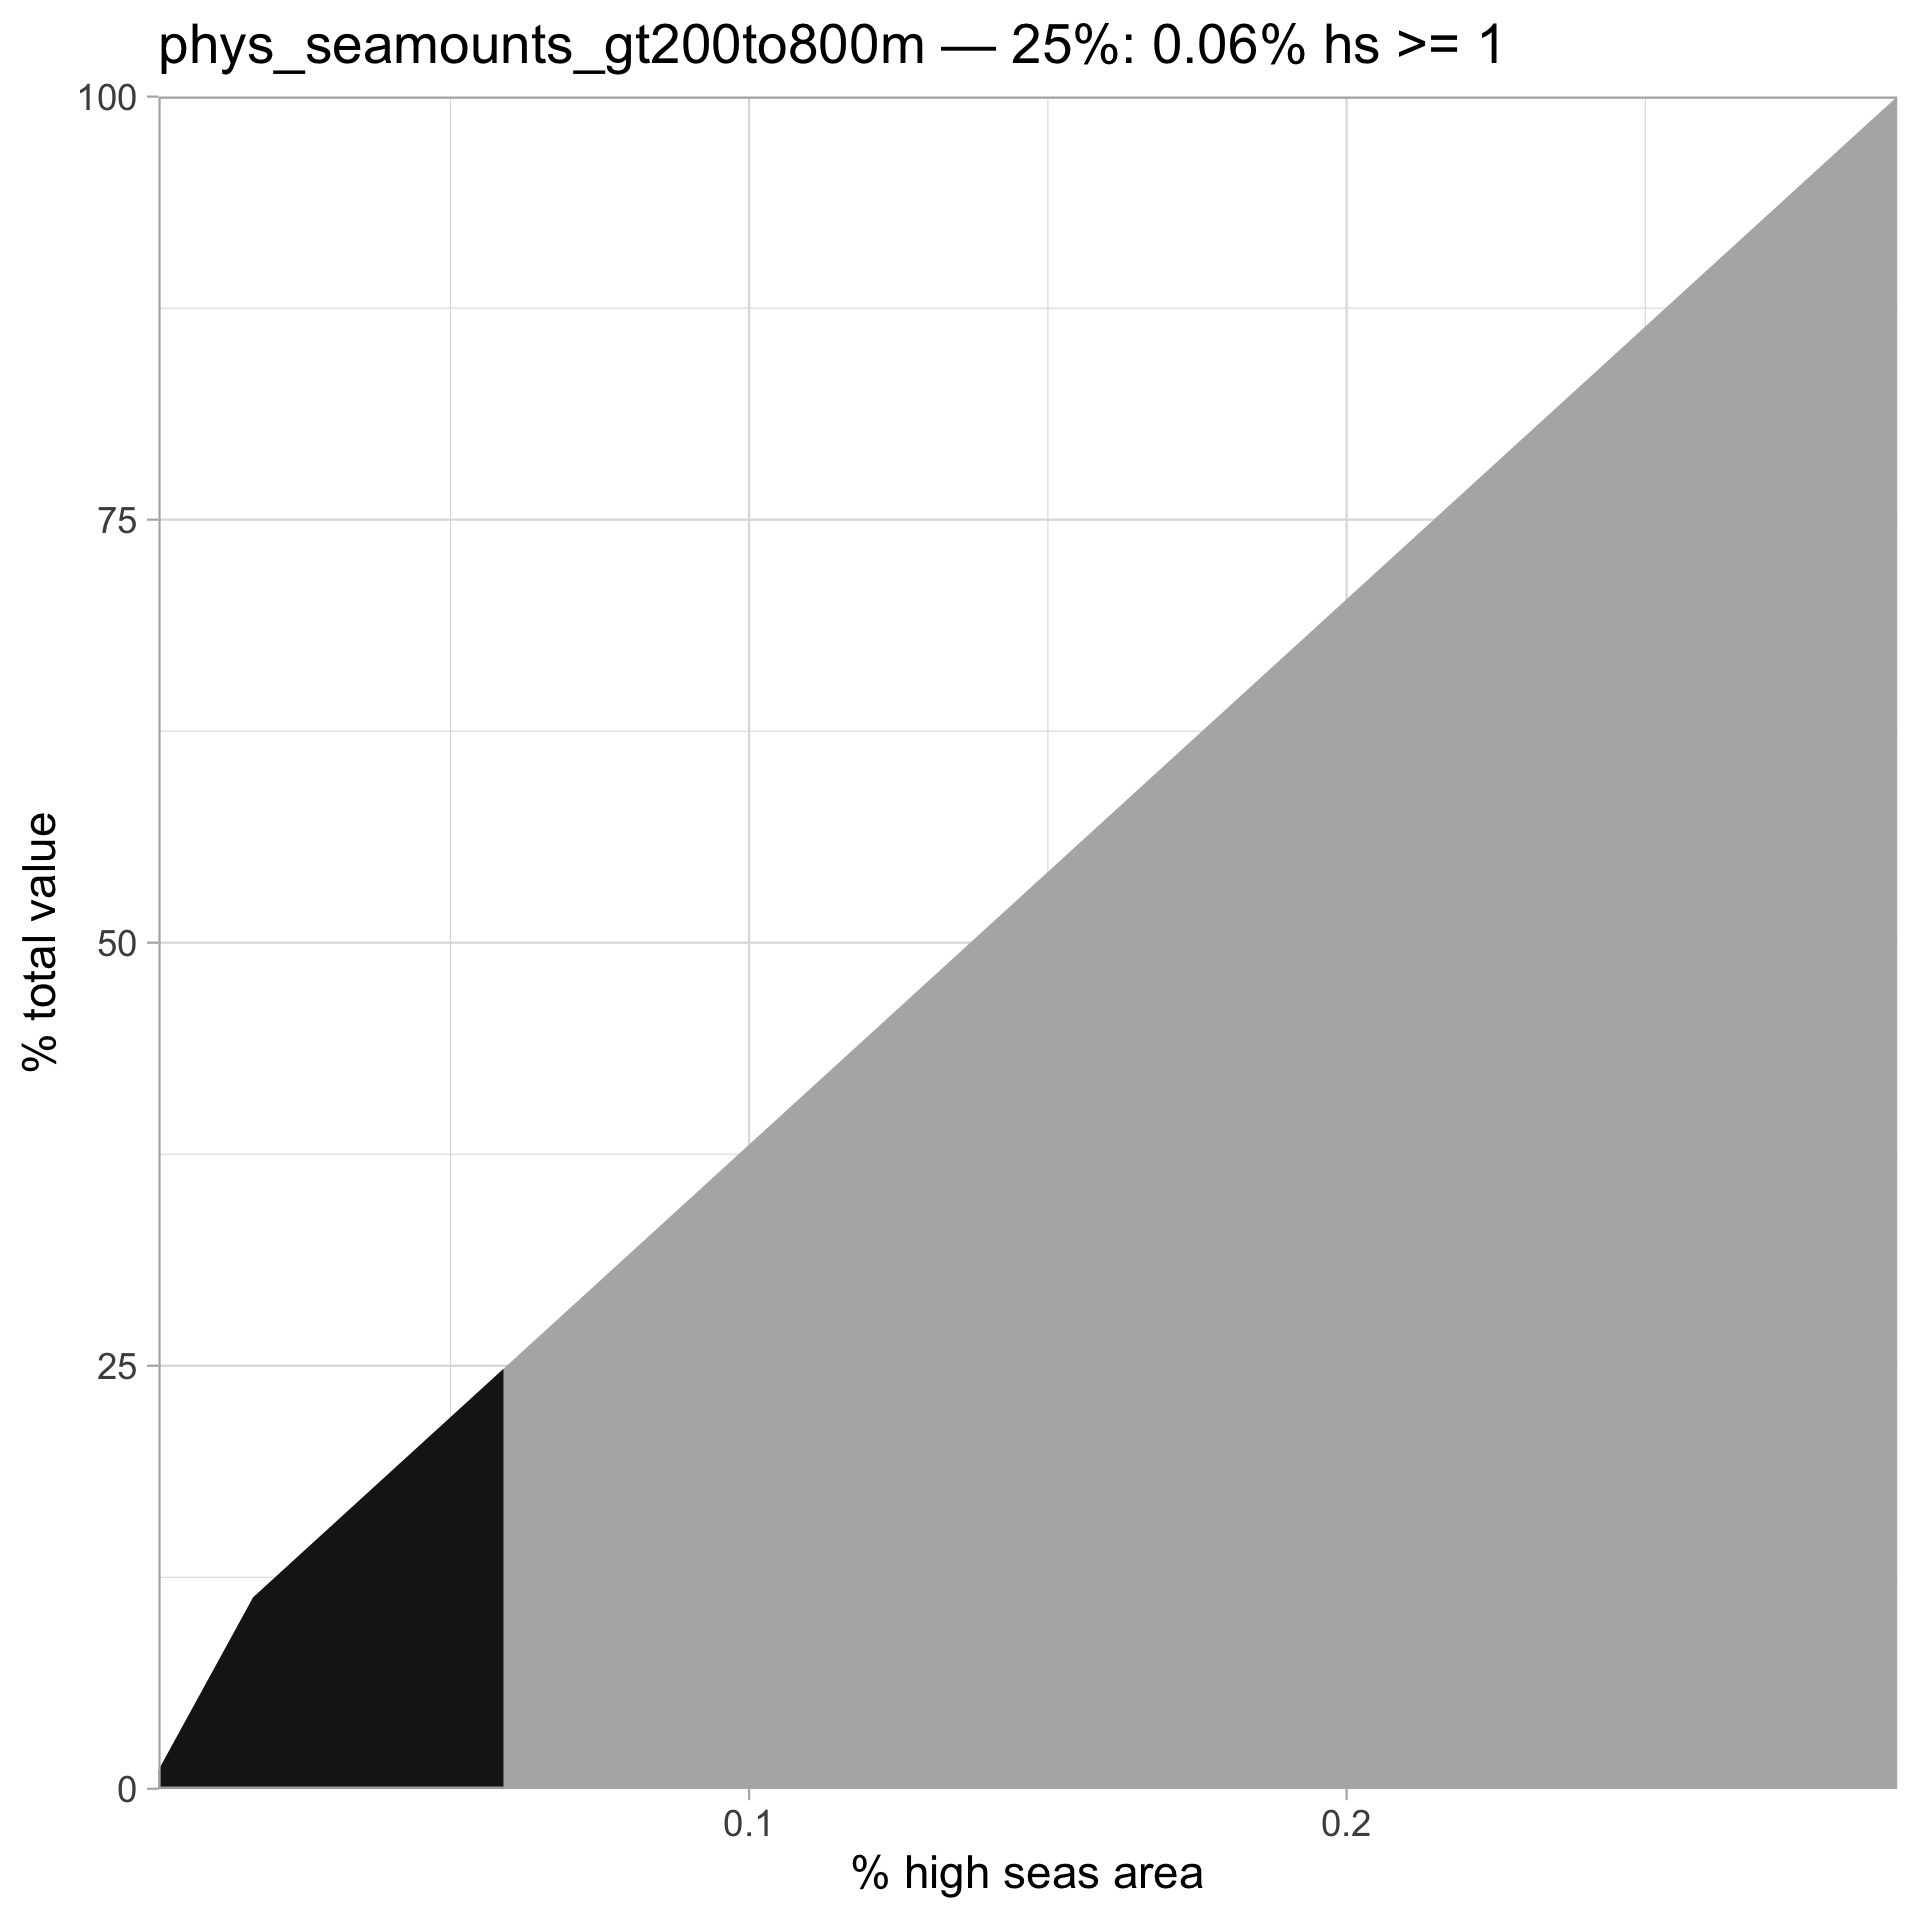 phys_seamounts_gt200to800m — 25%: 0.06% hs >= 1
100
75
50
25
0
% total value
0.1
0.2
% high seas area